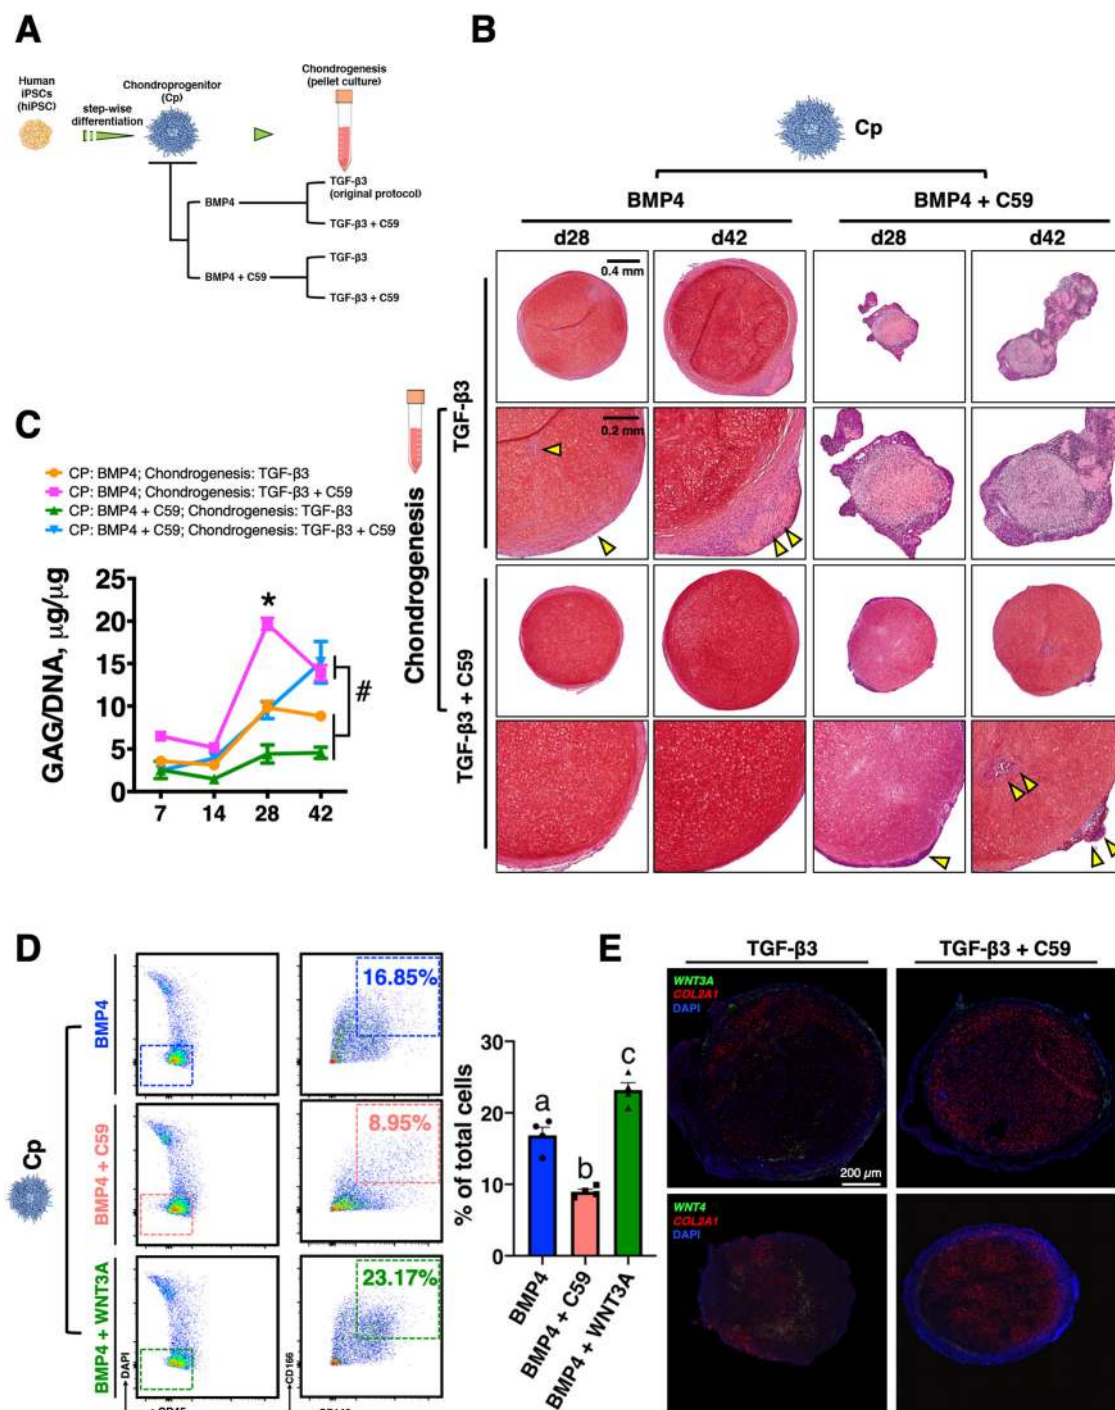 A
Human
iPSCs
(hiPSC)
step-wise
differentiation
Chondroprogenitor
(Cp)
Chondrogenesis
(pellet culture)
BMP4
TGF-β3
(original protocol)
TGF-β3 + C59
BMP4 + C59
TGF-β3
TGF-β3 + C59
B
Cp
BMP4
BMP4 + C59
d28
d42
d28
d42
0.4 mm
0.2 mm
Chondrogenesis
TGF-β3
TGF-β3 + C59
C
CP: BMP4; Chondrogenesis: TGF-β3
CP: BMP4; Chondrogenesis: TGF-β3 + C59
CP: BMP4 + C59; Chondrogenesis: TGF-β3
CP: BMP4 + C59; Chondrogenesis: TGF-β3 + C59
GAG/DNA, µg/µg
25
20
15
10
5
0
7 14 28 42
*
#
D
Cp
BMP4
BMP4 + C59
BMP4 + WNT3A
16.85%
8.95%
23.17%
DAPI
CD166
% of total cells
30
20
10
0
a
b
c
BMP4
BMP4 + C59
BMP4 + WNT3A
E
TGF-β3
TGF-β3 + C59
WNT3A
COL2A1
DAPI
200 µm
WNT4
COL2A1
DAPI